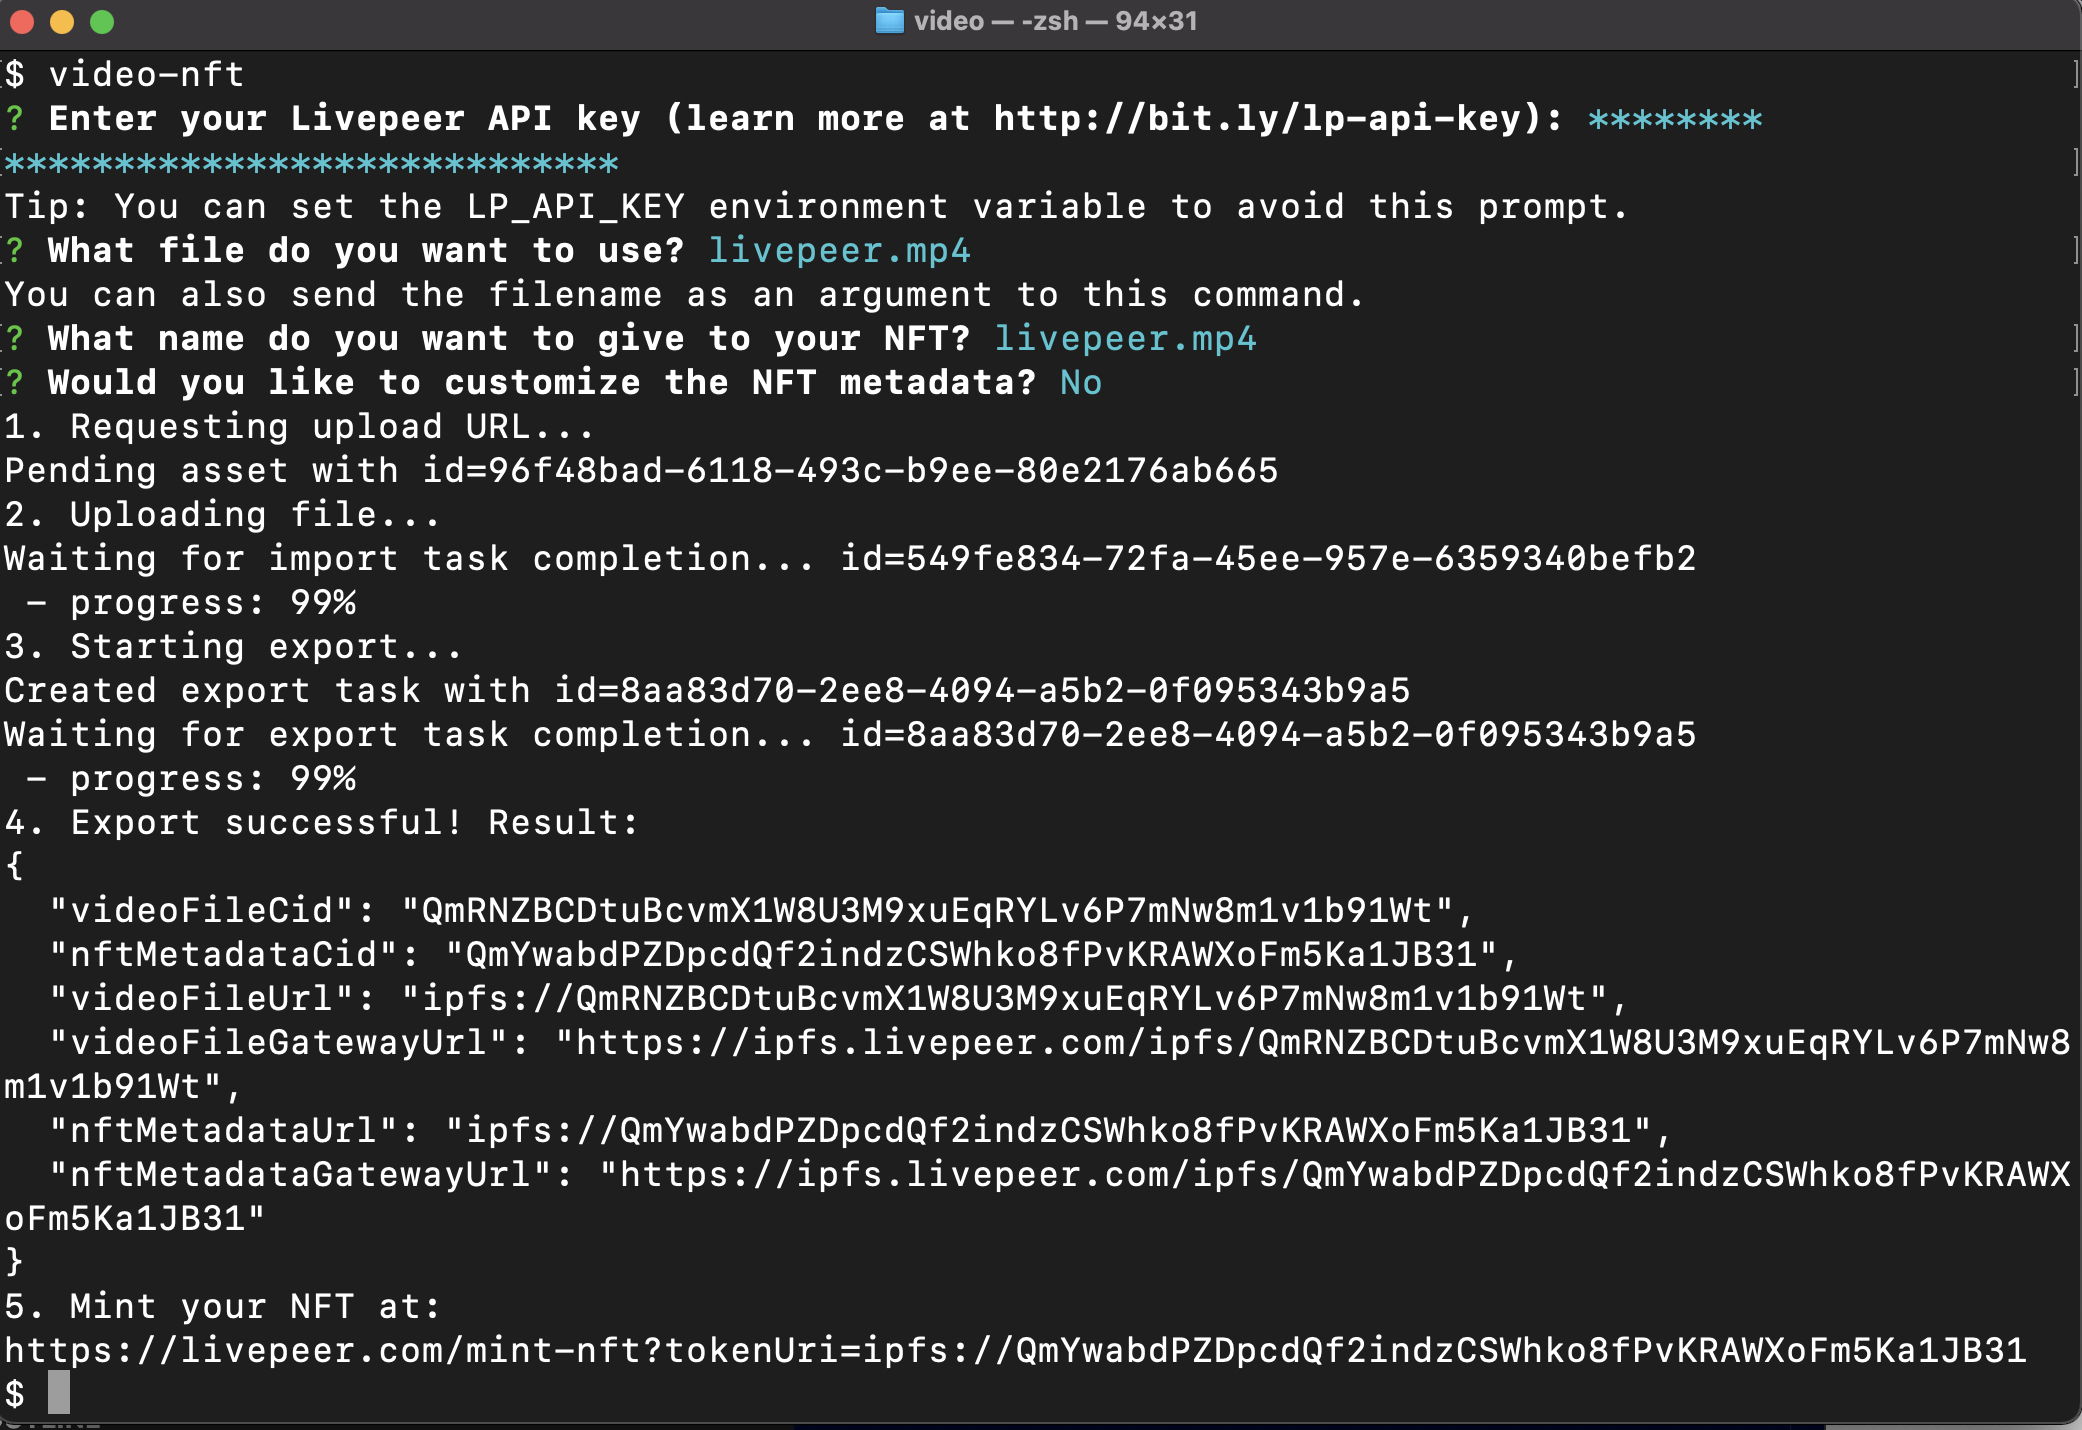 video — -zsh — 94×31
$ video-nft
? Enter your Livepeer API key (learn more at http://bit.ly/lp-api-key): ********
****************************
Tip: You can set the LP_API_KEY environment variable to avoid this prompt.
? What file do you want to use? livepeer.mp4
You can also send the filename as an argument to this command.
? What name do you want to give to your NFT? livepeer.mp4
? Would you like to customize the NFT metadata? No
1. Requesting upload URL...
Pending asset with id=96f48bad-6118-493c-b9ee-80e2176ab665
2. Uploading file...
Waiting for import task completion... id=549fe834-72fa-45ee-957e-6359340befb2
 - progress: 99%
3. Starting export...
Created export task with id=8aa83d70-2ee8-4094-a5b2-0f095343b9a5
Waiting for export task completion... id=8aa83d70-2ee8-4094-a5b2-0f095343b9a5
 - progress: 99%
4. Export successful! Result:
{
  "videoFileCid": "QmRNZBCDtuBcvmX1W8U3M9xuEqRYLv6P7mNw8m1v1b91Wt",
  "nftMetadataCid": "QmYwabdPZDpcdQf2indzCSWhko8fPvKRAWXoFm5Ka1JB31",
  "videoFileUrl": "ipfs://QmRNZBCDtuBcvmX1W8U3M9xuEqRYLv6P7mNw8m1v1b91Wt",
  "videoFileGatewayUrl": "https://ipfs.livepeer.com/ipfs/QmRNZBCDtuBcvmX1W8U3M9xuEqRYLv6P7mNw8
m1v1b91Wt",
  "nftMetadataUrl": "ipfs://QmYwabdPZDpcdQf2indzCSWhko8fPvKRAWXoFm5Ka1JB31",
  "nftMetadataGatewayUrl": "https://ipfs.livepeer.com/ipfs/QmYwabdPZDpcdQf2indzCSWhko8fPvKRAWX
oFm5Ka1JB31"
}
5. Mint your NFT at:
https://livepeer.com/mint-nft?tokenUri=ipfs://QmYwabdPZDpcdQf2indzCSWhko8fPvKRAWXoFm5Ka1JB31
$